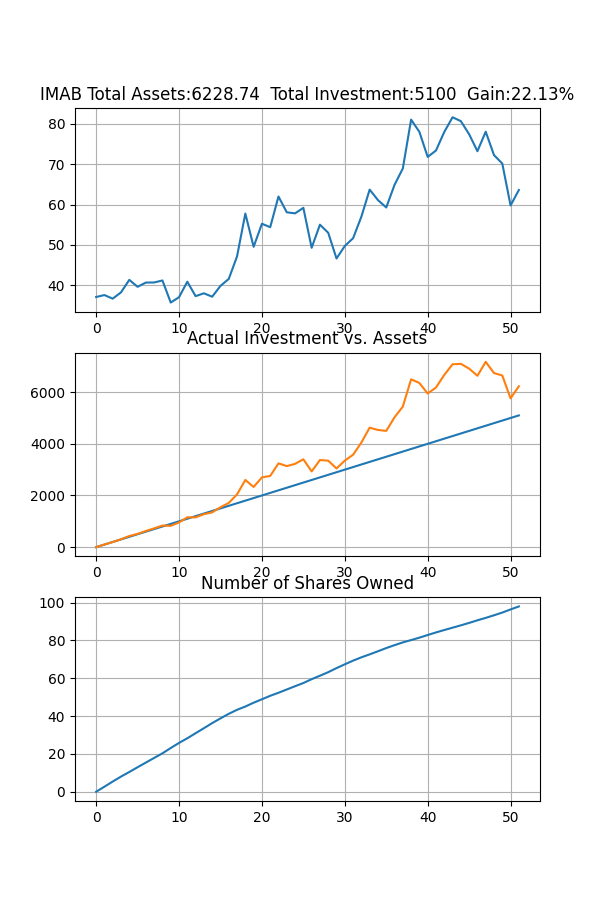 IMAB Total Assets:6228.74  Total Investment:5100  Gain:22.13%
80
70
60
50
40
0 10 20 30 40 50
Actual Investment vs. Assets
6000
4000
2000
0
0 10 20 30 40 50
Number of Shares Owned
100
80
60
40
20
0
0 10 20 30 40 50